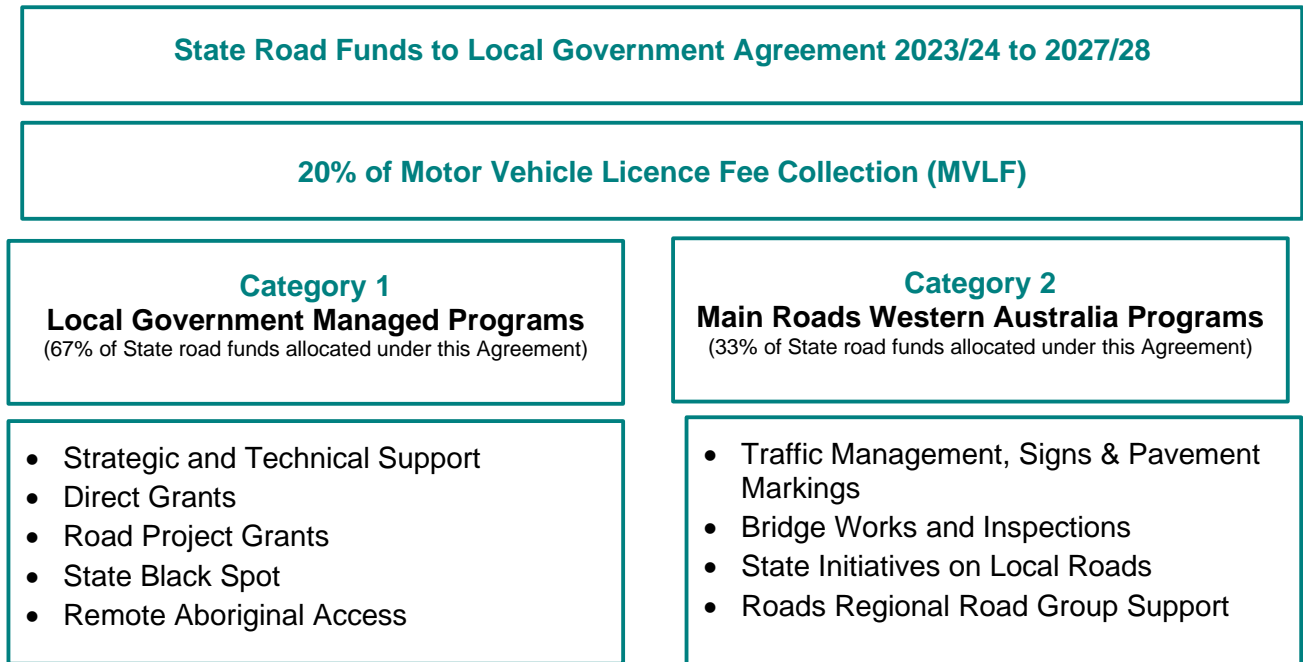 State Road Funds to Local Government Agreement 2023/24 to 2027/28
20% of Motor Vehicle Licence Fee Collection (MVLF)
Category 1
Local Government Managed Programs
(67% of State road funds allocated under this Agreement)
• Strategic and Technical Support
• Direct Grants
• Road Project Grants
• State Black Spot
• Remote Aboriginal Access
Category 2
Main Roads Western Australia Programs
(33% of State road funds allocated under this Agreement)
• Traffic Management, Signs & Pavement
Markings
• Bridge Works and Inspections
• State Initiatives on Local Roads
• Roads Regional Road Group Support